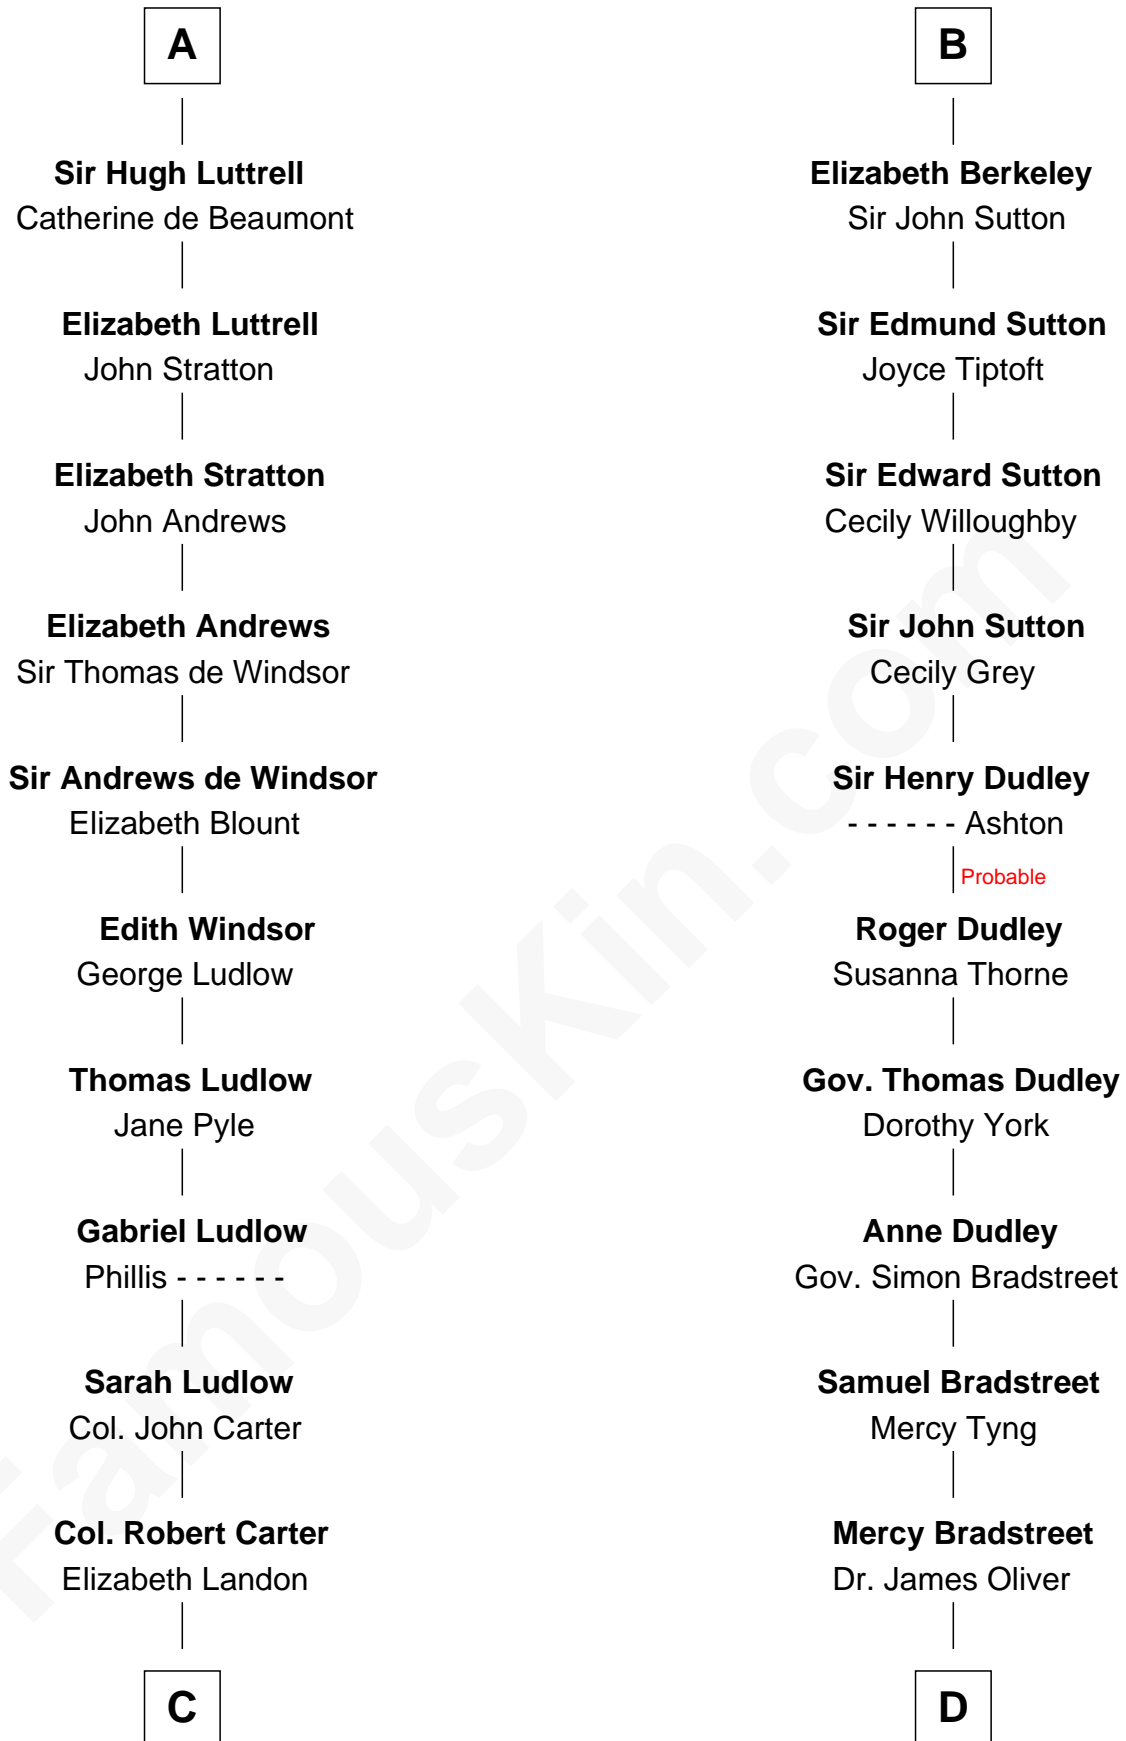 A
Sir Hugh Luttrell
Catherine de Beaumont
Elizabeth Luttrell
John Stratton
Elizabeth Stratton
John Andrews
Elizabeth Andrews
Sir Thomas de Windsor
Sir Andrews de Windsor
Elizabeth Blount
Edith Windsor
George Ludlow
Thomas Ludlow
Jane Pyle
Gabriel Ludlow
Phillis - - - - - -
Sarah Ludlow
Col. John Carter
Col. Robert Carter
Elizabeth Landon
C
B
Elizabeth Berkeley
Sir John Sutton
Sir Edmund Sutton
Joyce Tiptoft
Sir Edward Sutton
Cecily Willoughby
Sir John Sutton
Cecily Grey
Sir Henry Dudley
- - - - - - Ashton
Probable
Roger Dudley
Susanna Thorne
Gov. Thomas Dudley
Dorothy York
Anne Dudley
Gov. Simon Bradstreet
Samuel Bradstreet
Mercy Tyng
Mercy Bradstreet
Dr. James Oliver
D
FamousKin.com